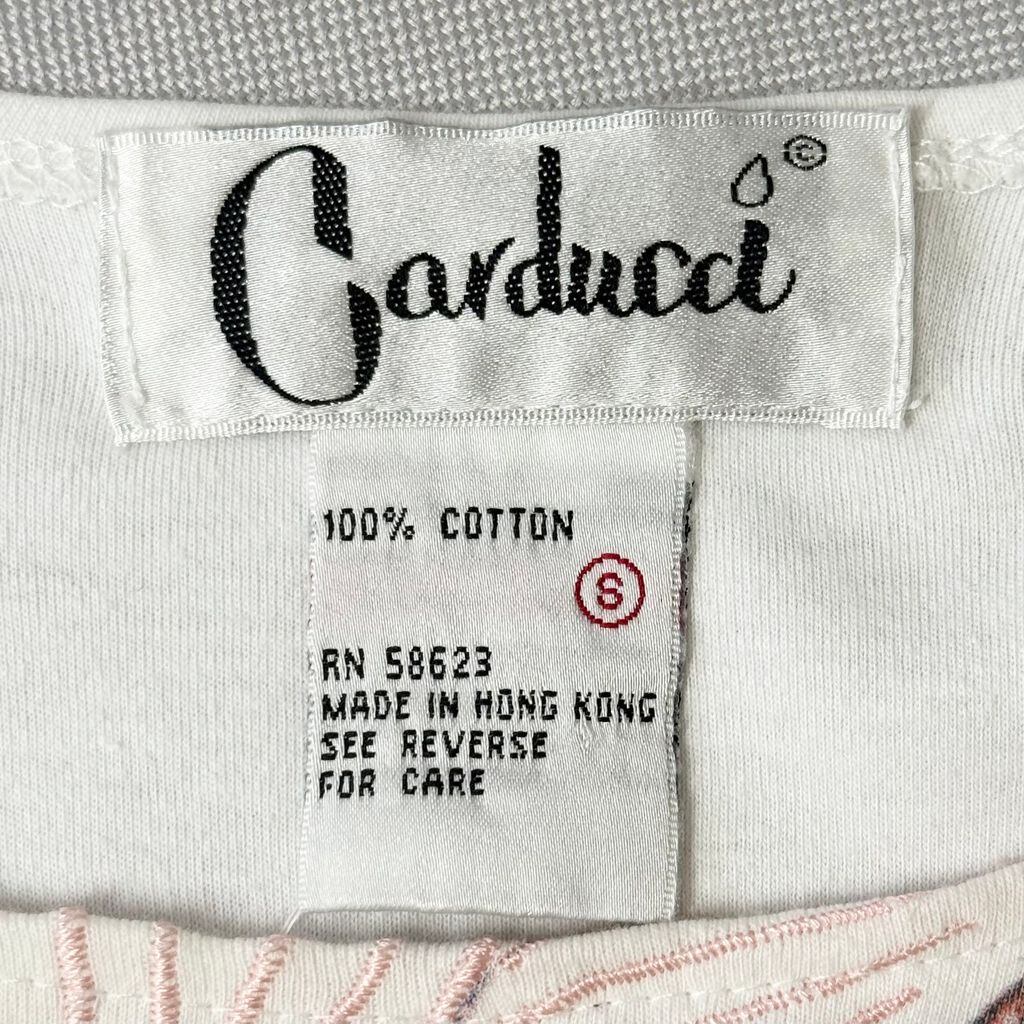 Carducci ©
100% COTTON
S
RN 58623
MADE IN HONG KONG
SEE REVERSE
FOR CARE